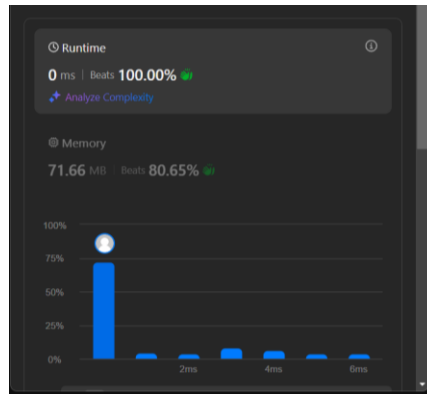 Runtime
0 ms | Beats 100.00%
Analyze Complexity
Memory
71.66 MB | Beats 80.65%
100%
75%
50%
25%
0%
2ms 4ms 6ms